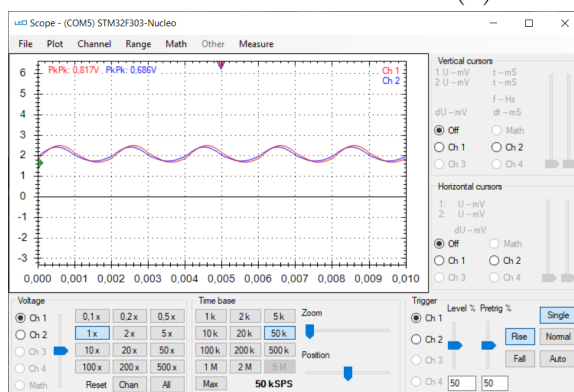 LEO Scope - (COM5) STM32F303-Nucleo
File Plot Channel Range Math Other Measure
PkPk: 0,817V, PkPk: 0,686V
Ch 1
Ch 2
6
5
4
3
2
1
0
-1
-2
-3
0,000 0,001 0,002 0,003 0,004 0,005 0,006 0,007 0,008 0,009 0,010
Vertical cursors
1 U – mV t – mS
2 U – mV t – mS
f – Hz
dU – mV dt – mS
Off Math
Ch 1 Ch 2
Ch 3 Ch 4
Horizontal cursors
1: U – mV
2: U – mV
dU – mV
Off Math
Ch 1 Ch 2
Ch 3 Ch 4
Voltage
Ch 1 0,1 x 0,2 x 0,5 x
Ch 2 1 x 2 x 5 x
Ch 3 10 x 20 x 50 x
Ch 4 100 x 200 x 500 x
Math Reset Chan All
Time base
1 k 2 k 5 k Zoom
10 k 20 k 50 k
100 k 200 k 500 k Position
1 M 2 M 5 M
Max 50 kSPS
Trigger
Level % Pretrig %
Ch 1 Single
Ch 2 Rise Normal
Ch 3 Fall Auto
Ch 4 50 50